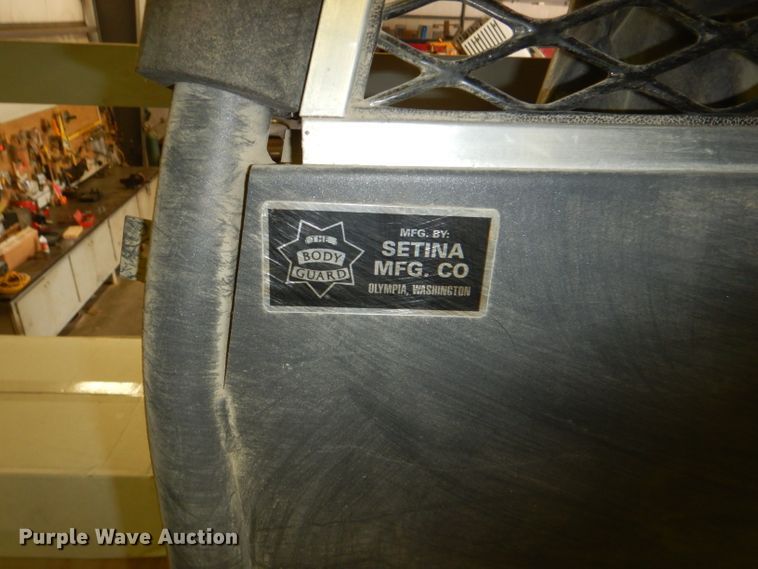 THE
BODY
GUARD
MFG. BY:
SETINA
MFG. CO
OLYMPIA, WASHINGTON
Purple Wave Auction